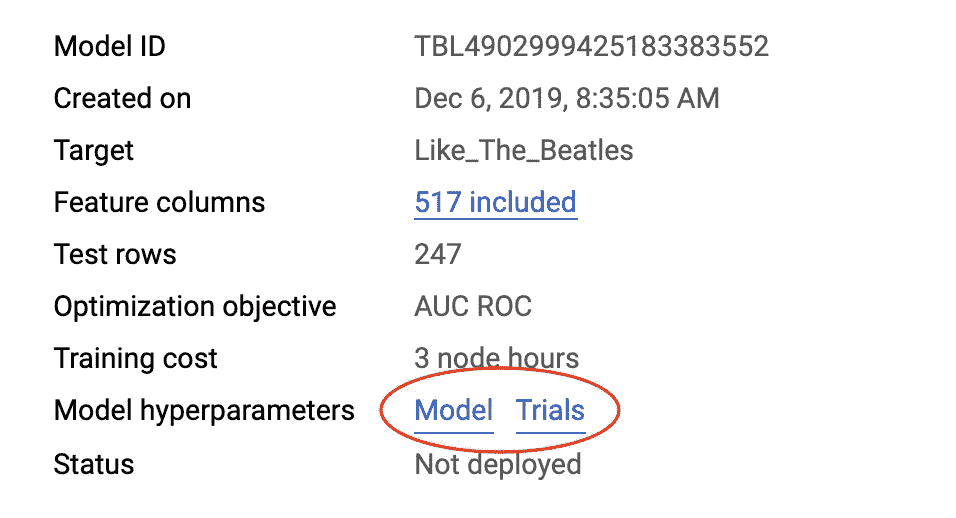 Model ID TBL4902999425183383552
Created on Dec 6, 2019, 8:35:05 AM
Target Like_The_Beatles
Feature columns 517 included
Test rows 247
Optimization objective AUC ROC
Training cost 3 node hours
Model hyperparameters Model Trials
Status Not deployed